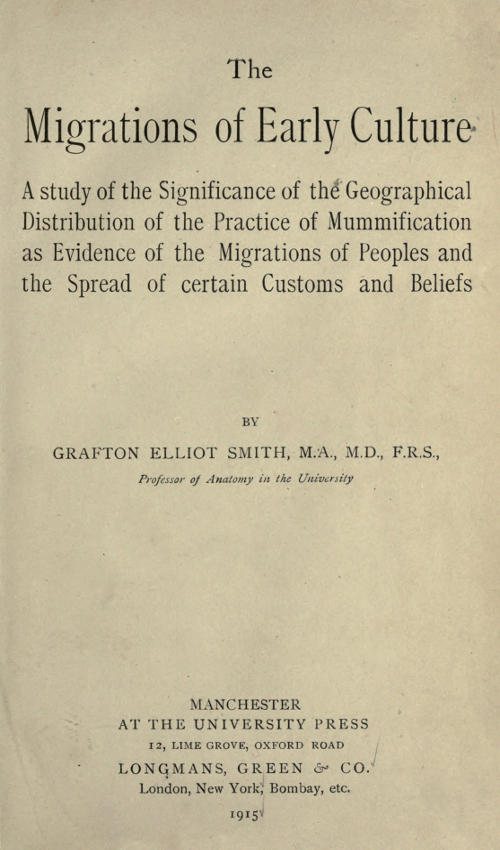 The
Migrations of Early Culture
A study of the Significance of the Geographical
Distribution of the Practice of Mummification
as Evidence of the Migrations of Peoples and
the Spread of certain Customs and Beliefs
BY
GRAFTON ELLIOT SMITH, M.A., M.D., F.R.S.,
Professor of Anatomy in the University
MANCHESTER
AT THE UNIVERSITY PRESS
12, LIME GROVE, OXFORD ROAD
LONGMANS, GREEN & CO.
London, New York, Bombay, etc.
1915